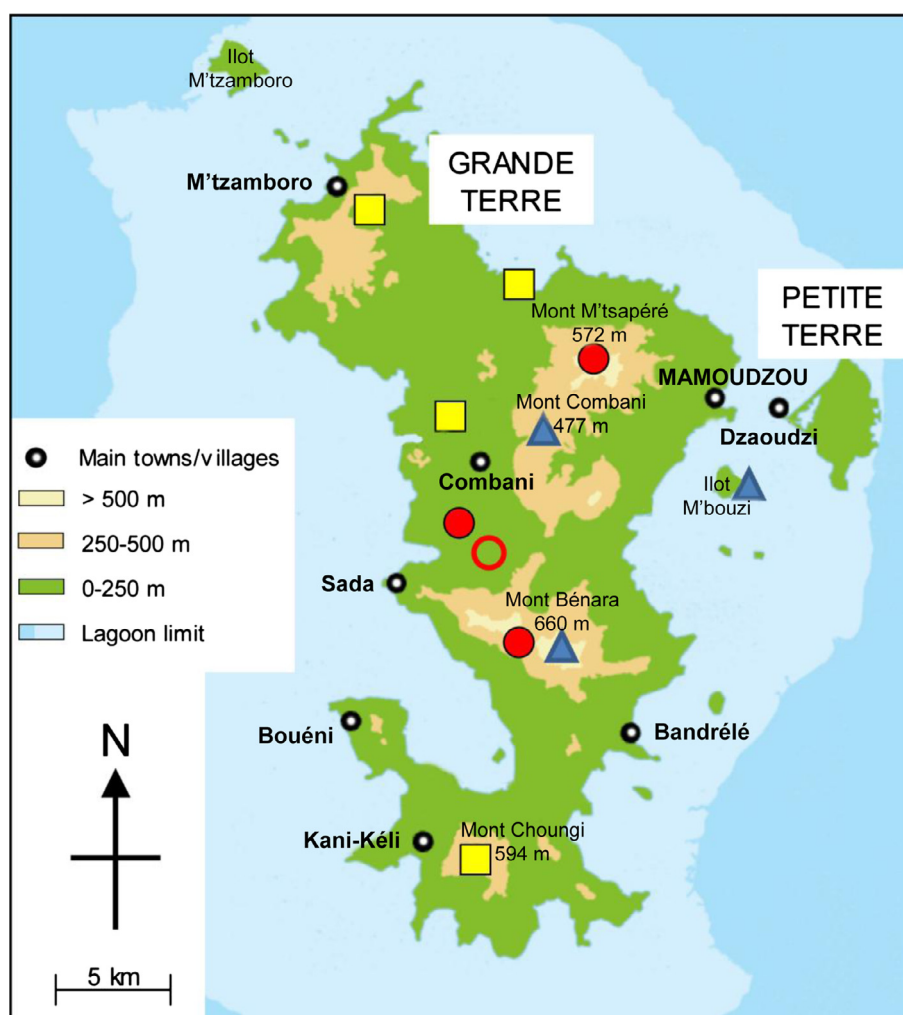 Ilot
M'tzamboro
M'tzamboro
GRANDE
TERRE
PETITE
TERRE
Mont M'tsapéré
572 m
MAMOUDZOU
Mont Combani
477 m
Dzaoudzi
Combani
Ilot
M'bouzi
Main towns/villages
> 500 m
250-500 m
0-250 m
Lagoon limit
Sada
Mont Bénara
660 m
Bouéni
Bandrélé
N
Kani-Kéli
Mont Choungi
594 m
5 km